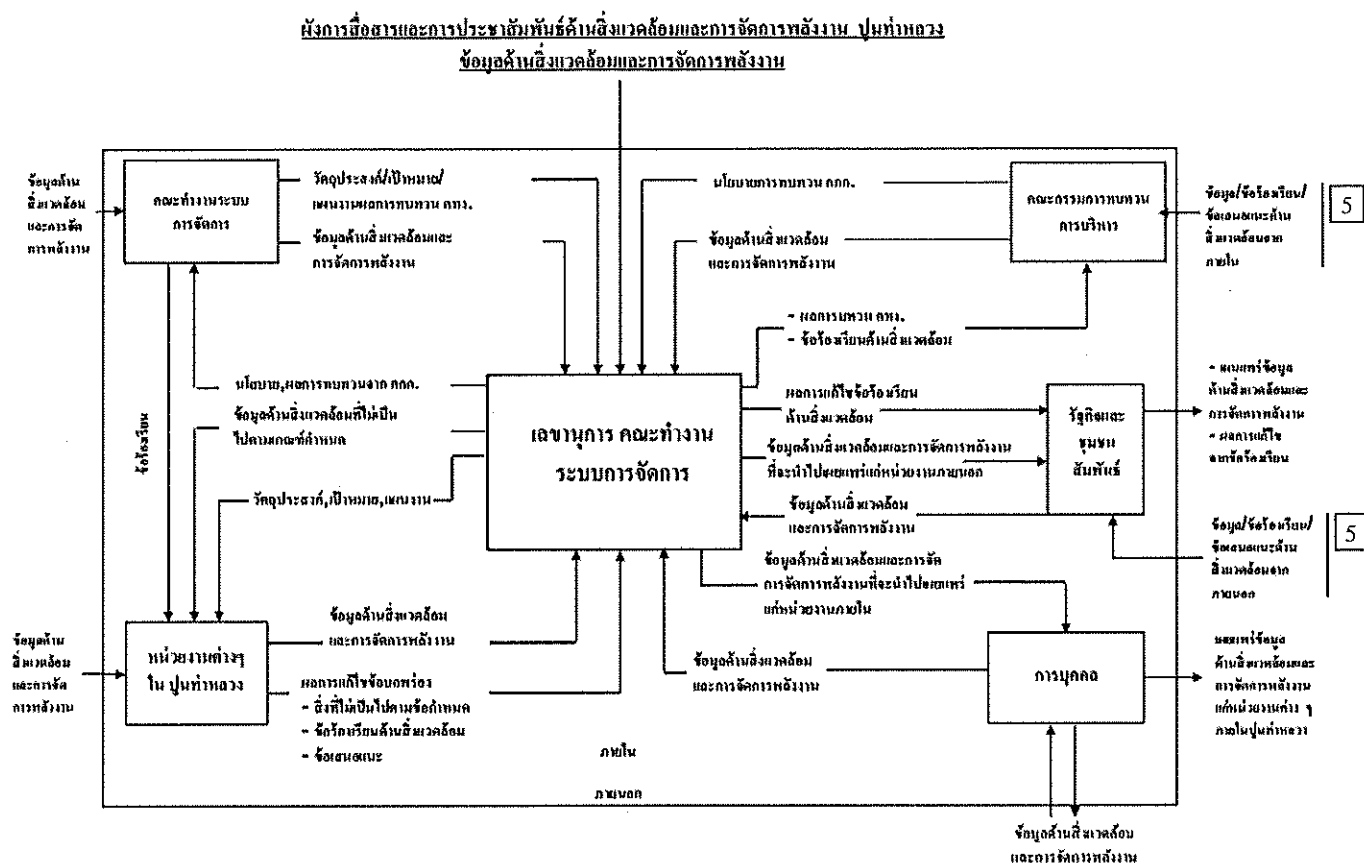 ผังการสื่อสารและการประชาสัมพันธ์ด้านสิ่งแวดล้อมและการจัดการพลังงาน ปูนท่าหลวง
ข้อมูลด้านสิ่งแวดล้อมและการจัดการพลังงาน
ข้อมูลด้าน
สิ่งแวดล้อม
และการจัด
การพลังงาน
คณะทำงานระบบ
การจัดการ
วัตถุประสงค์/เป้าหมาย/
แผนงานผลการทบทวน คทง.
ข้อมูลด้านสิ่งแวดล้อมและ
การจัดการพลังงาน
นโยบายการทบทวน คกก.
ข้อมูลด้านสิ่งแวดล้อม
และการจัดการพลังงาน
คณะกรรมการทบทวน
การบริหาร
ข้อมูล/ข้อร้องเรียน/
ข้อเสนอแนะด้าน
สิ่งแวดล้อมจาก
ภายใน
5
- ผลการบทวน คทง.
- ข้อร้องเรียนด้านสิ่งแวดล้อม
ข้อร้องเรียน
นโยบาย,ผลการทบทวนจาก คกก.
ข้อมูลด้านสิ่งแวดล้อมที่ไม่เป็น
ไปตามเกณฑ์กำหนด
วัตถุประสงค์,เป้าหมาย,แผนงาน
เลขานุการ คณะทำงาน
ระบบการจัดการ
ผลการแก้ไขข้อร้องเรียน
ด้านสิ่งแวดล้อม
ข้อมูลด้านสิ่งแวดล้อมและการจัดการพลังงาน
ที่จะนำไปเผยแพร่แก่หน่วยงานภายนอก
ข้อมูลด้านสิ่งแวดล้อม
และการจัดการพลังงาน
รัฐกิจและ
ชุมชน
สัมพันธ์
- เผยแพร่ข้อมูล
ด้านสิ่งแวดล้อมและ
การจัดการพลังงาน
- ผลการแก้ไข
จากข้อร้องเรียน
ข้อมูล/ข้อร้องเรียน/
ข้อเสนอแนะด้าน
สิ่งแวดล้อมจาก
ภายนอก
5
ข้อมูลด้านสิ่งแวดล้อมและการจัด
การจัดการพลังงานที่จะนำไปเผยแพร่
แก่หน่วยงานภายใน
ข้อมูลด้าน
สิ่งแวดล้อม
และการจัด
การพลังงาน
หน่วยงานต่างๆ
ใน ปูนท่าหลวง
ข้อมูลด้านสิ่งแวดล้อม
และการจัดการพลังงาน
ผลการแก้ไขข้อบกพร่อง
- สิ่งที่ไม่เป็นไปตามข้อกำหนด
- ข้อร้องเรียนด้านสิ่งแวดล้อม
- ข้อเสนอแนะ
ข้อมูลด้านสิ่งแวดล้อม
และการจัดการพลังงาน
การบุคคล
เผยแพร่ข้อมูล
ด้านสิ่งแวดล้อมและ
การจัดการพลังงาน
แก่หน่วยงานต่าง ๆ
ภายในปูนท่าหลวง
ภายใน
ภายนอก
ข้อมูลด้านสิ่งแวดล้อม
และการจัดการพลังงาน